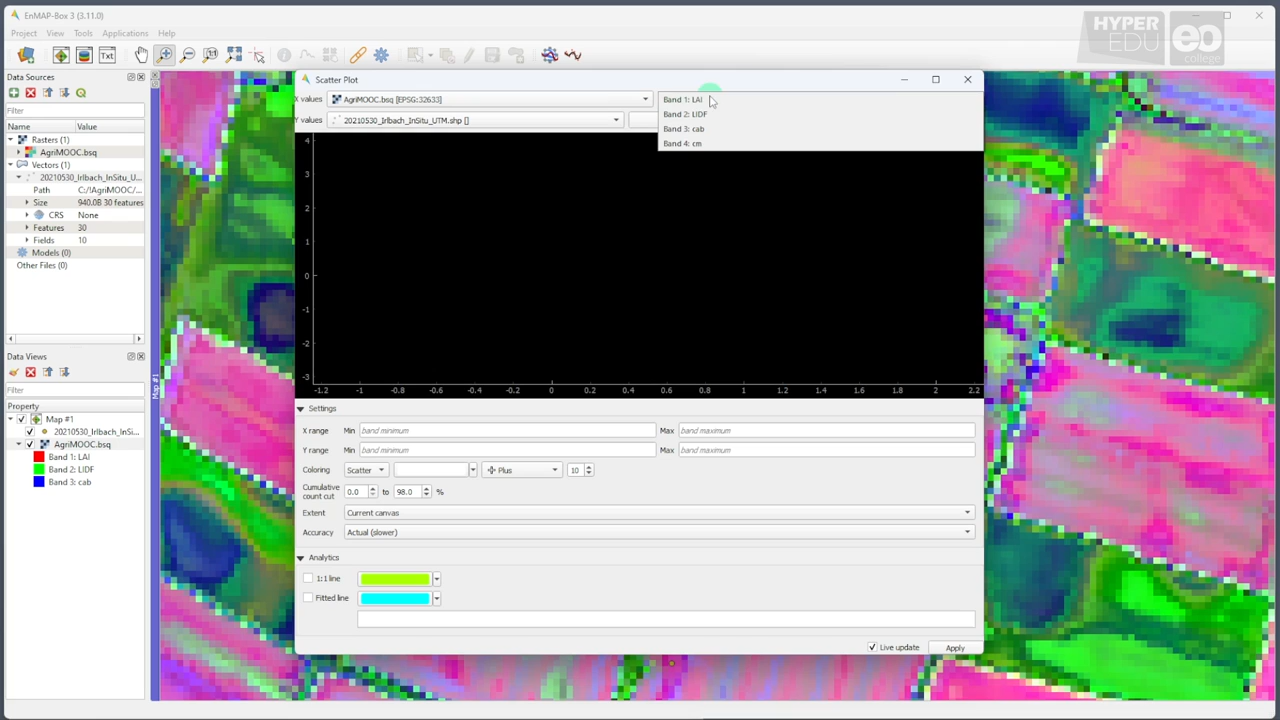 EnMAP-Box 3 (3.11.0)
HYPER
EDU
eo
college
Project View Tools Applications Help
Txt
Data Sources
Filter
Name Value
Rasters (1)
AgriMOOC.bsq
Vectors (1)
20210530_Irlbach_InSitu_U...
Path C:/!AgriMOOC/...
Size 940.0B 30 features
CRS None
Features 30
Fields 10
Models (0)
Other Files (0)
Data Views
Filter
Property
Map #1
20210530_Irlbach_InSi...
AgriMOOC.bsq
Band 1: LAI
Band 2: LIDF
Band 3: cab
Map #1
Scatter Plot
X values AgriMOOC.bsq [EPSG:32633]
Y values 20210530_Irlbach_InSitu_UTM.shp []
Band 1: LAI
Band 2: LIDF
Band 3: cab
Band 4: cm
4
3
2
1
0
-1
-2
-3
-1.2 -1 -0.8 -0.6 -0.4 -0.2 0 0.2 0.4 0.6 0.8 1 1.2 1.4 1.6 1.8 2 2.2
Settings
X range Min band minimum Max band maximum
Y range Min band minimum Max band maximum
Coloring Scatter Plus 10
Cumulative count cut 0.0 to 98.0 %
Extent Current canvas
Accuracy Actual (slower)
Analytics
1:1 line
Fitted line
Live update Apply